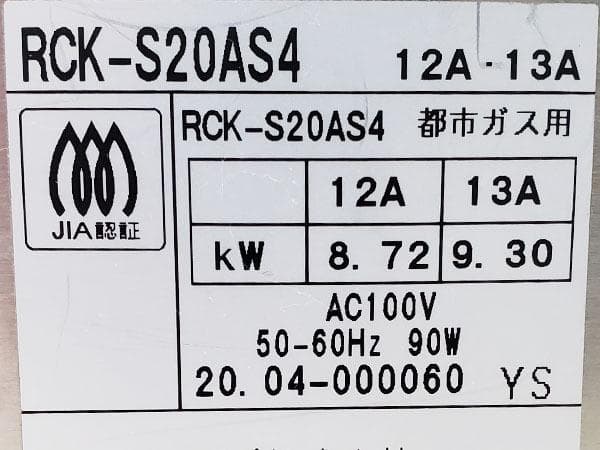 RCK-S20AS4 12A・13A
JIA認証
RCK-S20AS4 都市ガス用
12A 13A
kW 8.72 9.30
AC100V
50-60Hz 90W
20.04-000060 YS